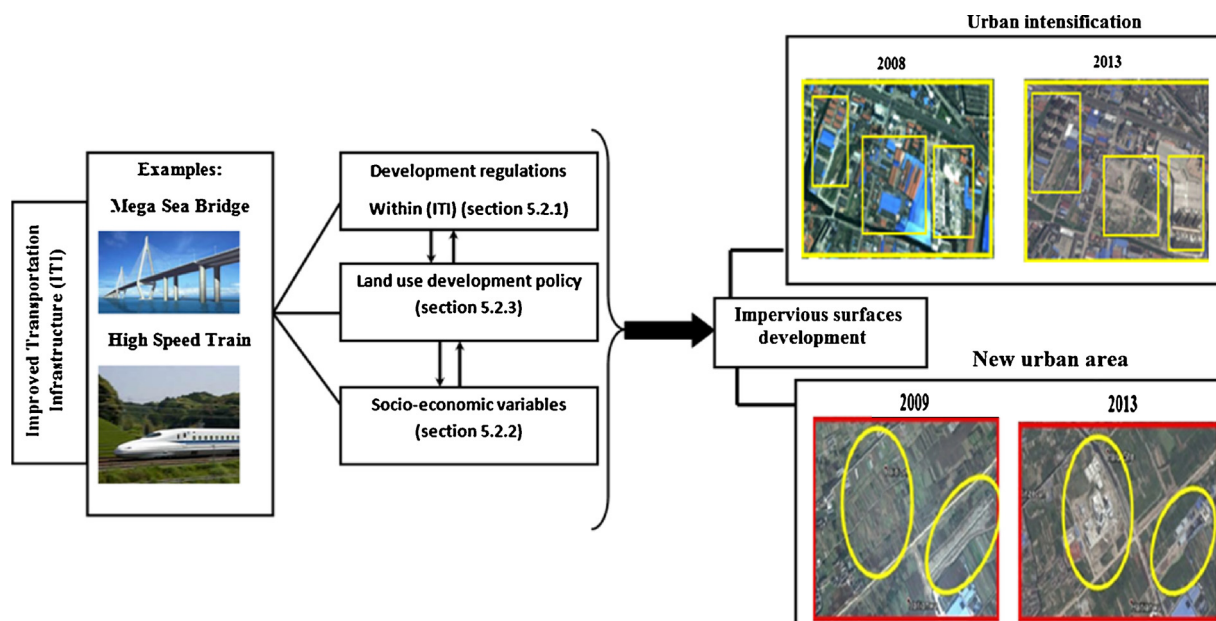 Improved Transportation
Infrastructure (ITI)
Examples:
Mega Sea Bridge
High Speed Train
Development regulations
Within (ITI) (section 5.2.1)
Land use development policy
(section 5.2.3)
Socio-economic variables
(section 5.2.2)
Impervious surfaces
development
Urban intensification
2008
2013
New urban area
2009
2013